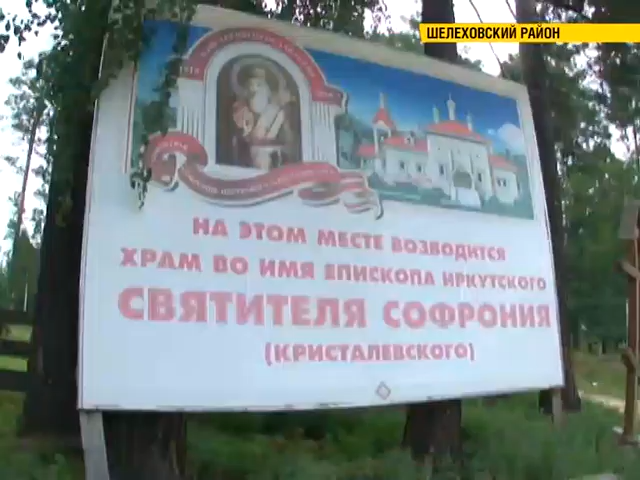 ШЕЛЕХОВСКИЙ РАЙОН
НА ЭТОМ МЕСТЕ ВОЗВОДИТСЯ
ХРАМ ВО ИМЯ ЕПИСКОПА ИРКУТСКОГО
СВЯТИТЕЛЯ СОФРОНИЯ
(КРИСТАЛЕВСКОГО)